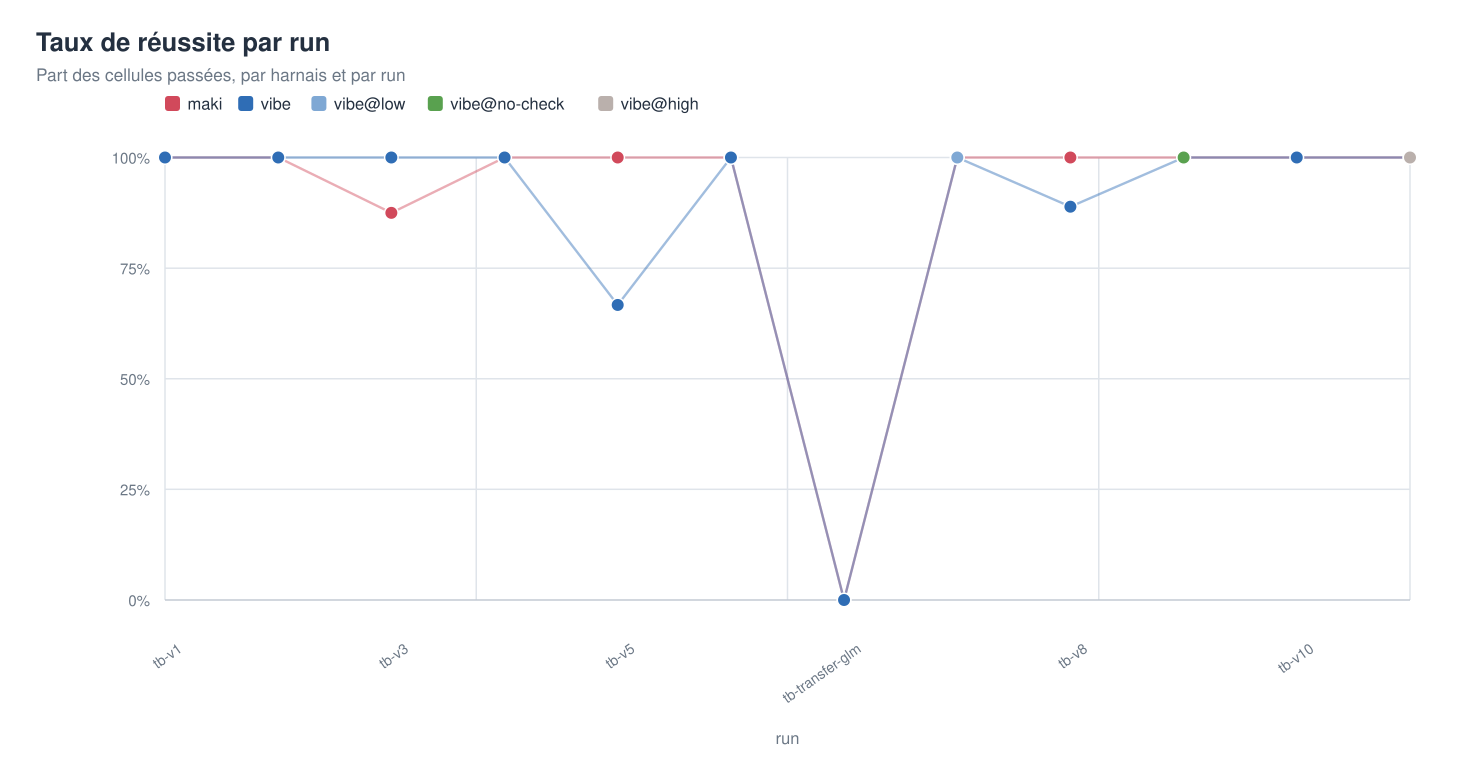 Taux de réussite par run
Part des cellules passées, par harnais et par run
maki vibe vibe@low vibe@no-check vibe@high
100%
75%
50%
25%
0%
tb-v1 tb-v3 tb-v5 tb-transfer-glm tb-v8 tb-v10
run